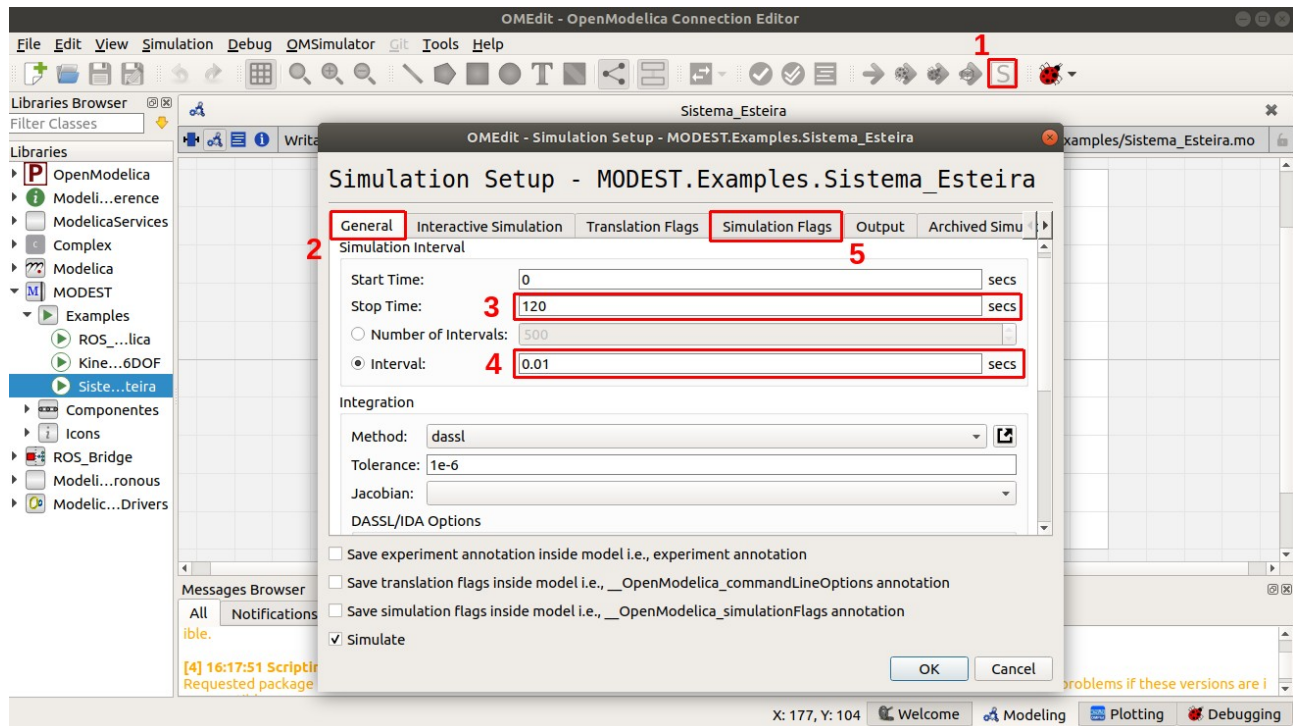 OMEdit - OpenModelica Connection Editor
File Edit View Simulation Debug OMSimulator Git Tools Help
1
T
S
Libraries Browser
Filter Classes
Sistema_Esteira
Writa
xamples/Sistema_Esteira.mo
Libraries
P OpenModelica
i Modeli...erence
ModelicaServices
C Complex
Modelica
M MODEST
Examples
ROS_...lica
Kine...6DOF
Siste...teira
Componentes
i Icons
ROS_Bridge
Modeli...ronous
Modelic...Drivers
OMEdit - Simulation Setup - MODEST.Examples.Sistema_Esteira
Simulation Setup - MODEST.Examples.Sistema_Esteira
General Interactive Simulation Translation Flags Simulation Flags Output Archived Simu
2
5
Simulation Interval
Start Time: 0 secs
Stop Time: 3 120 secs
Number of Intervals: 500
Interval: 4 0.01 secs
Integration
Method: dassl
Tolerance: 1e-6
Jacobian:
DASSL/IDA Options
Save experiment annotation inside model i.e., experiment annotation
Save translation flags inside model i.e., __OpenModelica_commandLineOptions annotation
Save simulation flags inside model i.e., __OpenModelica_simulationFlags annotation
Simulate
OK Cancel
Messages Browser
All Notifications
ible.
[4] 16:17:51 Scriptin
Requested package
problems if these versions are i
X: 177, Y: 104 Welcome Modeling Plotting Debugging